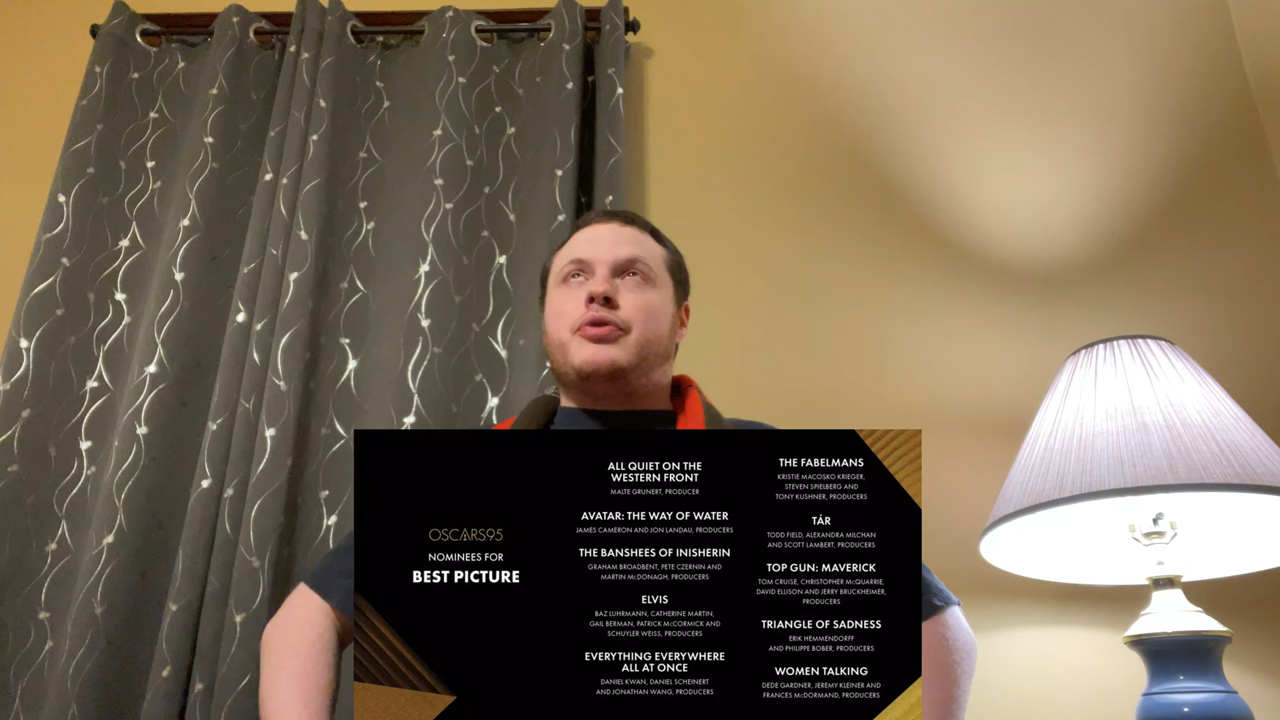 OSCARS95
NOMINEES FOR
BEST PICTURE
ALL QUIET ON THE
WESTERN FRONT
MALTE GRUNERT, PRODUCER
AVATAR: THE WAY OF WATER
JAMES CAMERON AND JON LANDAU, PRODUCERS
THE BANSHEES OF INISHERIN
GRAHAM BROADBENT, PETE CZERNIN AND
MARTIN McDONAGH, PRODUCERS
ELVIS
BAZ LUHRMANN, CATHERINE MARTIN,
GAIL BERMAN, PATRICK McCORMICK AND
SCHUYLER WEISS, PRODUCERS
EVERYTHING EVERYWHERE
ALL AT ONCE
DANIEL KWAN, DANIEL SCHEINERT
AND JONATHAN WANG, PRODUCERS
THE FABELMANS
KRISTIE MACOSKO KRIEGER,
STEVEN SPIELBERG AND
TONY KUSHNER, PRODUCERS
TÁR
TODD FIELD, ALEXANDRA MILCHAN
AND SCOTT LAMBERT, PRODUCERS
TOP GUN: MAVERICK
TOM CRUISE, CHRISTOPHER McQUARRIE,
DAVID ELLISON AND JERRY BRUCKHEIMER,
PRODUCERS
TRIANGLE OF SADNESS
ERIK HEMMENDORFF
AND PHILIPPE BOBER, PRODUCERS
WOMEN TALKING
DEDE GARDNER, JEREMY KLEINER AND
FRANCES McDORMAND, PRODUCERS